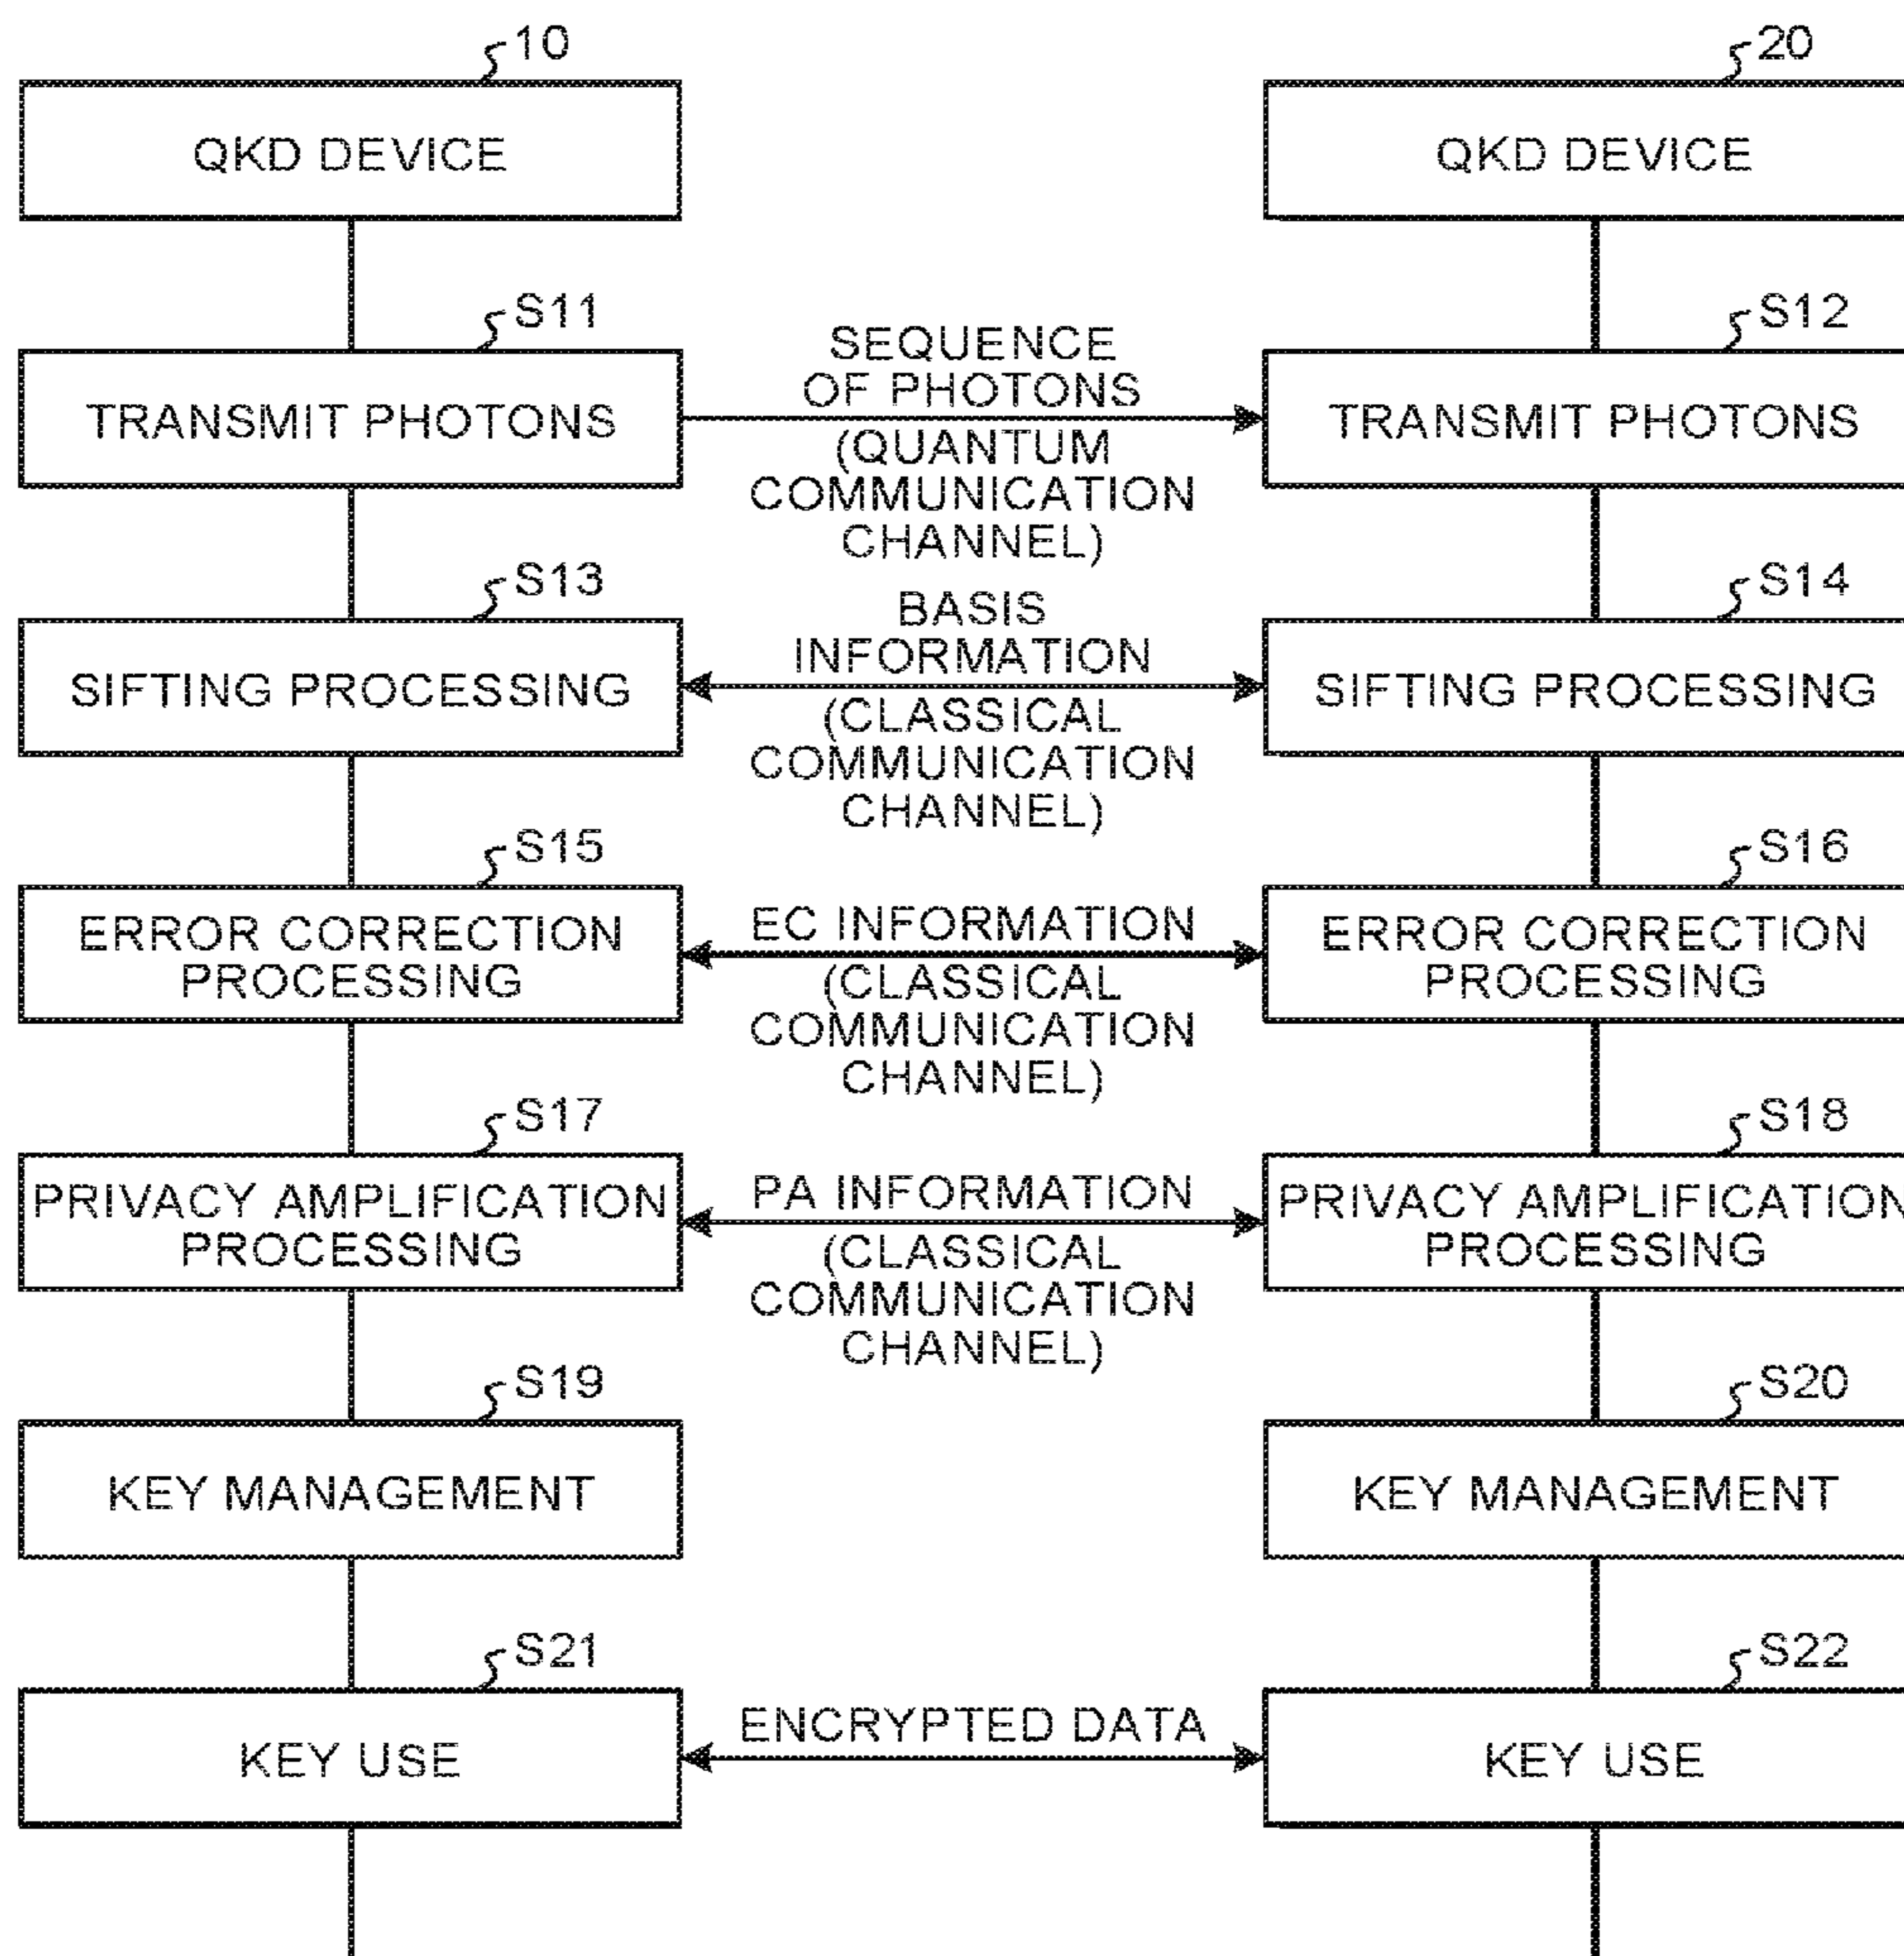 10
20
QKD DEVICE
QKD DEVICE
S11
S12
TRANSMIT PHOTONS
SEQUENCE
OF PHOTONS
(QUANTUM
COMMUNICATION
CHANNEL)
TRANSMIT PHOTONS
S13
S14
SIFTING PROCESSING
BASIS
INFORMATION
(CLASSICAL
COMMUNICATION
CHANNEL)
SIFTING PROCESSING
S15
S16
ERROR CORRECTION
PROCESSING
EC INFORMATION
(CLASSICAL
COMMUNICATION
CHANNEL)
ERROR CORRECTION
PROCESSING
S17
S18
PRIVACY AMPLIFICATION
PROCESSING
PA INFORMATION
(CLASSICAL
COMMUNICATION
CHANNEL)
PRIVACY AMPLIFICATION
PROCESSING
S19
S20
KEY MANAGEMENT
KEY MANAGEMENT
S21
S22
KEY USE
ENCRYPTED DATA
KEY USE